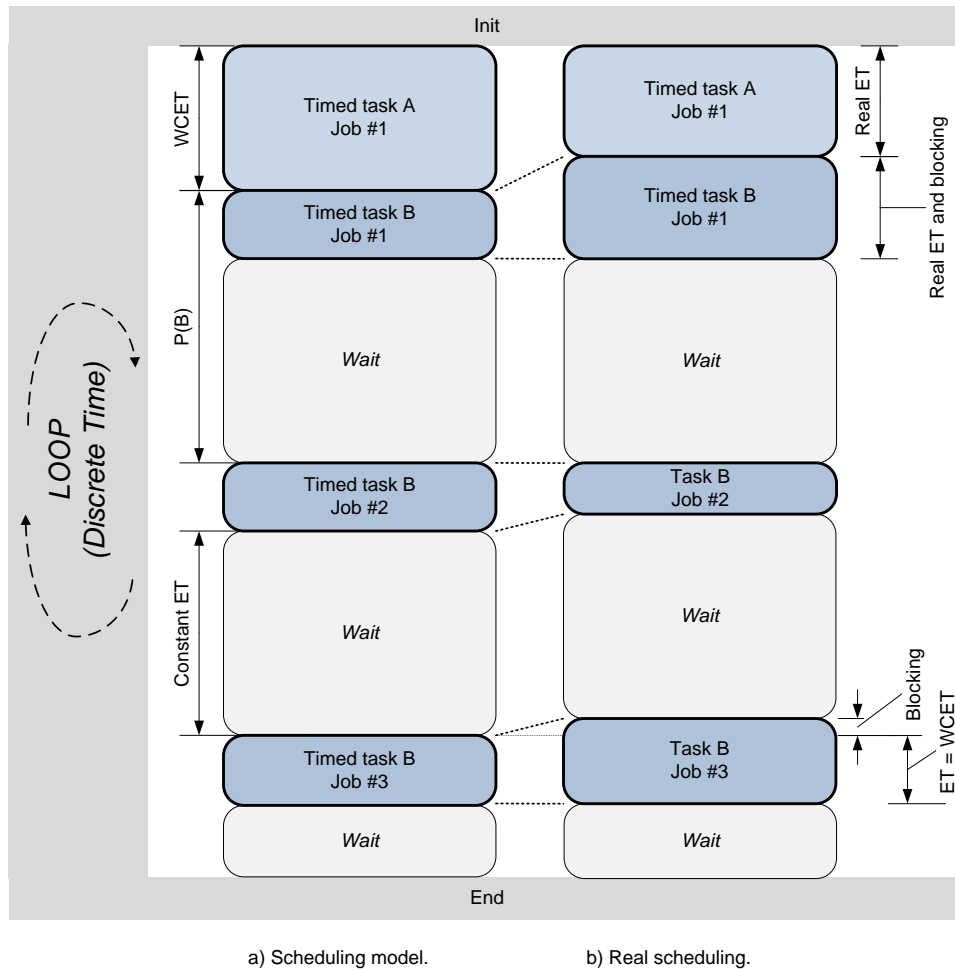 Init
WCET
Timed task A
Job #1
Timed task A
Job #1
Real ET
Timed task B
Job #1
Timed task B
Job #1
Real ET and blocking
P(B)
Wait
Wait
LOOP
(Discrete Time)
Timed task B
Job #2
Task B
Job #2
Constant ET
Wait
Wait
Blocking
Timed task B
Job #3
Task B
Job #3
ET = WCET
Wait
Wait
End
a) Scheduling model.
b) Real scheduling.